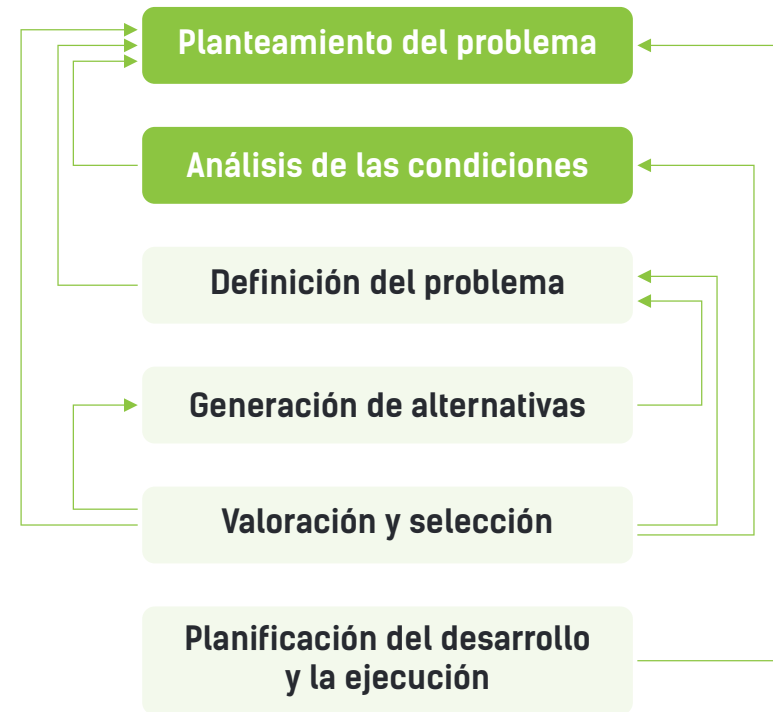 Planteamiento del problema
Análisis de las condiciones
Definición del problema
Generación de alternativas
Valoración y selección
Planificación del desarrollo
y la ejecución